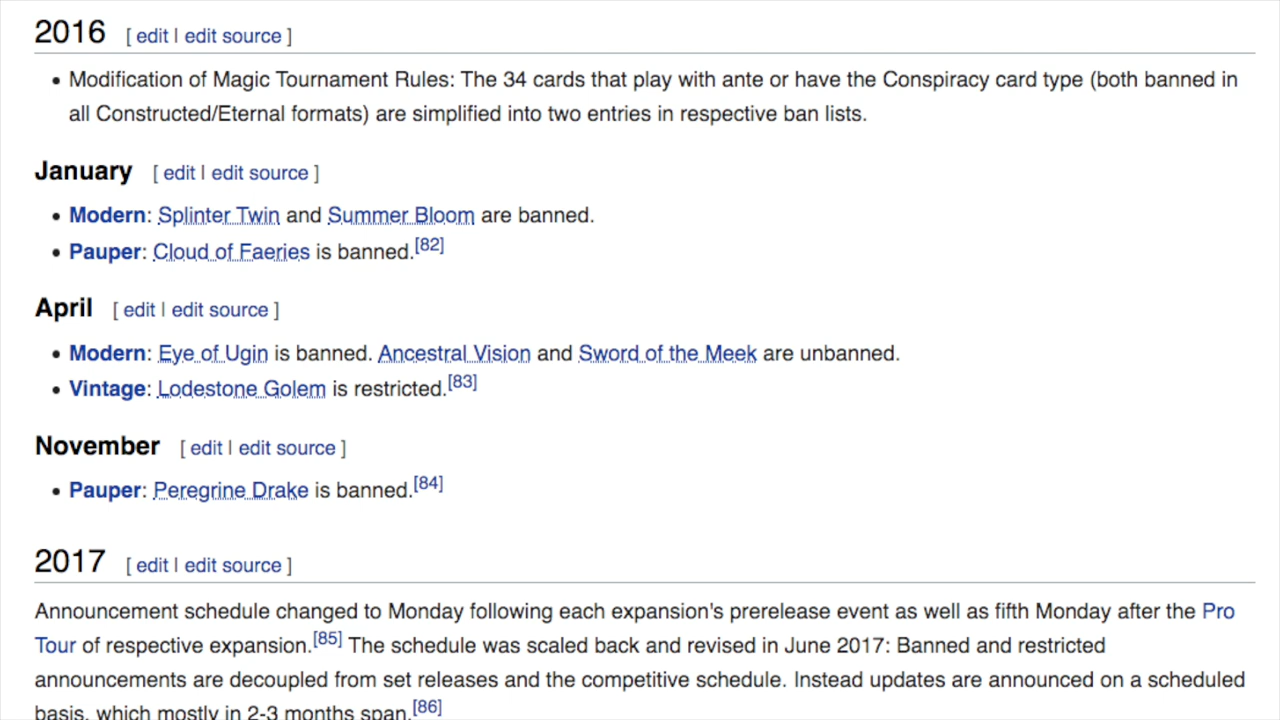 2016 [ edit | edit source ]
• Modification of Magic Tournament Rules: The 34 cards that play with ante or have the Conspiracy card type (both banned in
all Constructed/Eternal formats) are simplified into two entries in respective ban lists.
January [ edit | edit source ]
• Modern: Splinter Twin and Summer Bloom are banned.
• Pauper: Cloud of Faeries is banned.[82]
April [ edit | edit source ]
• Modern: Eye of Ugin is banned. Ancestral Vision and Sword of the Meek are unbanned.
• Vintage: Lodestone Golem is restricted.[83]
November [ edit | edit source ]
• Pauper: Peregrine Drake is banned.[84]
2017 [ edit | edit source ]
Announcement schedule changed to Monday following each expansion's prerelease event as well as fifth Monday after the Pro
Tour of respective expansion.[85] The schedule was scaled back and revised in June 2017: Banned and restricted
announcements are decoupled from set releases and the competitive schedule. Instead updates are announced on a scheduled
basis, which mostly in 2-3 months span.[86]